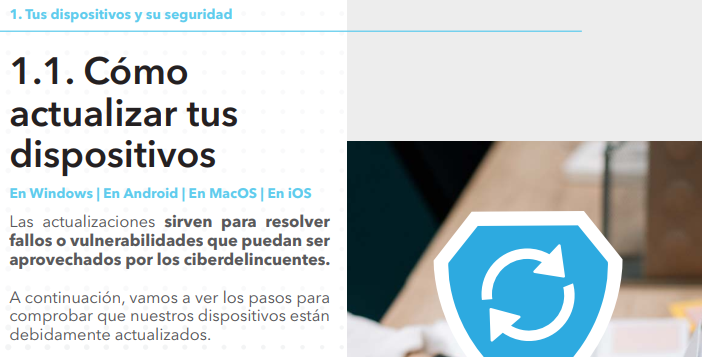 1. Tus dispositivos y su seguridad
1.1. Cómo
actualizar tus
dispositivos
En Windows | En Android | En MacOS | En iOS
Las actualizaciones sirven para resolver
fallos o vulnerabilidades que puedan ser
aprovechados por los ciberdelincuentes.
A continuación, vamos a ver los pasos para
comprobar que nuestros dispositivos están
debidamente actualizados.